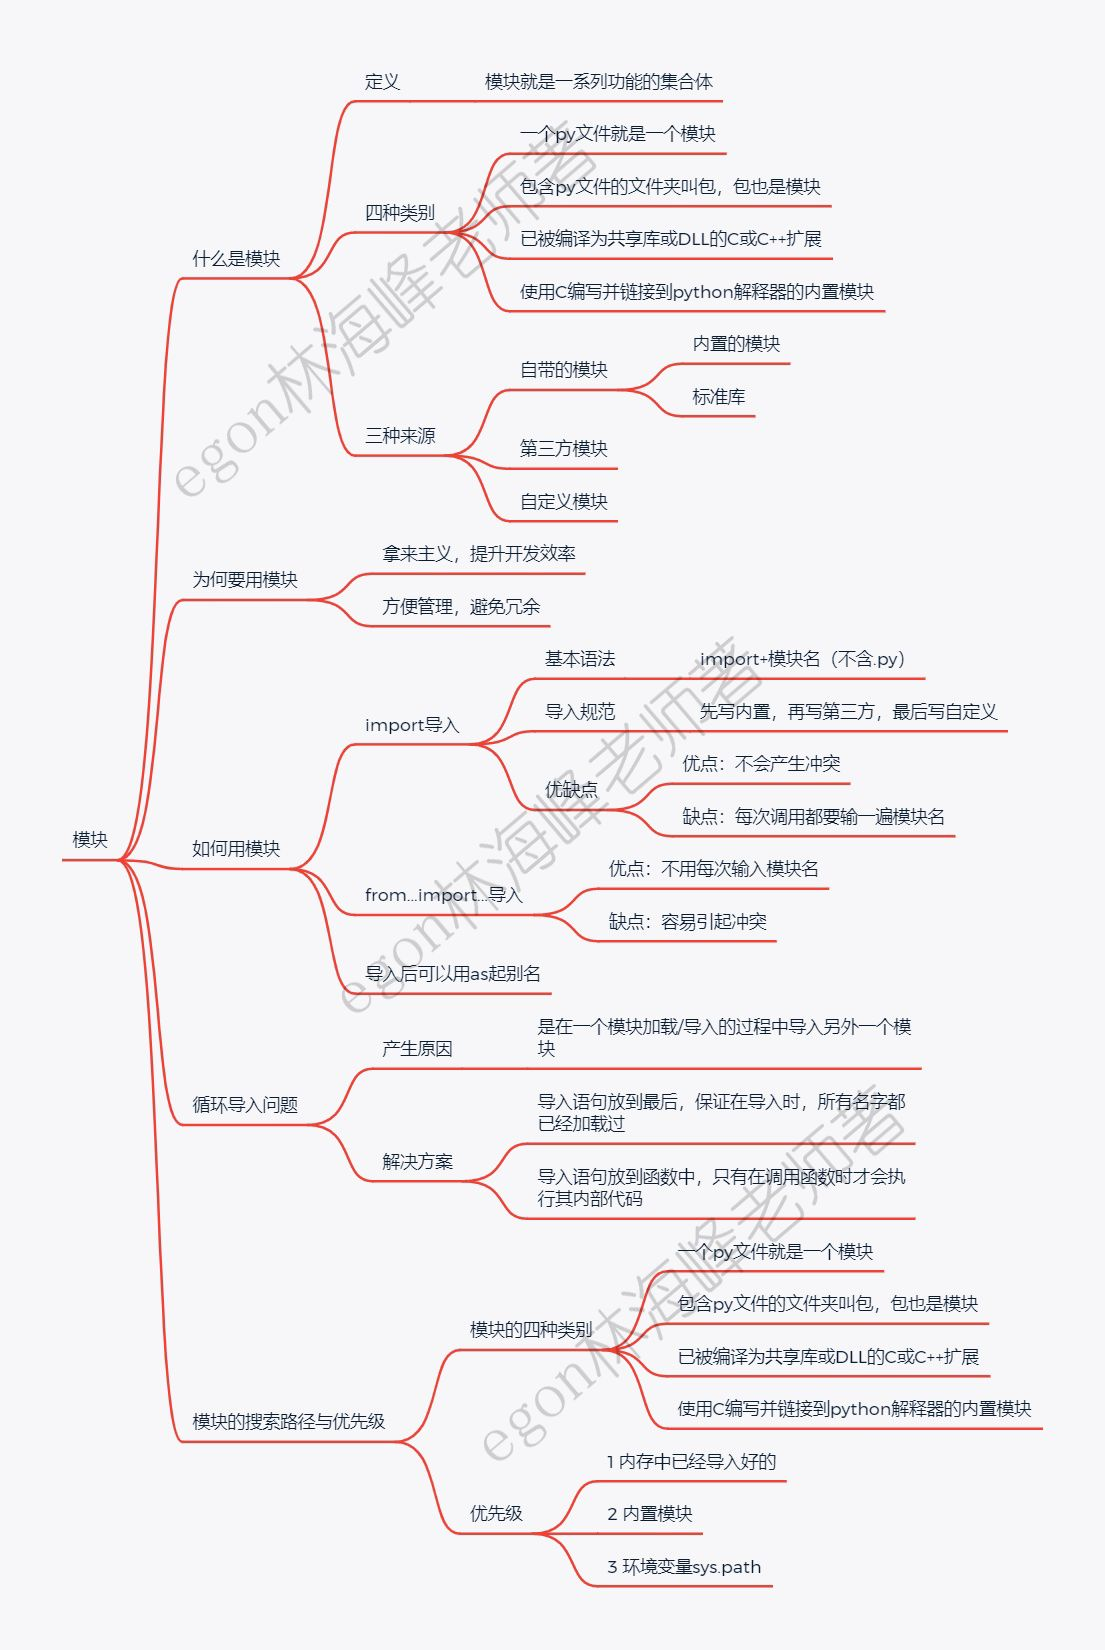 模块
什么是模块
定义
模块就是一系列功能的集合体
四种类别
一个py文件就是一个模块
包含py文件的文件夹叫包，包也是模块
已被编译为共享库或DLL的C或C++扩展
使用C编写并链接到python解释器的内置模块
三种来源
自带的模块
内置的模块
标准库
第三方模块
自定义模块
为何要用模块
拿来主义，提升开发效率
方便管理，避免冗余
如何用模块
import导入
基本语法
import+模块名（不含.py）
导入规范
先写内置，再写第三方，最后写自定义
优缺点
优点：不会产生冲突
缺点：每次调用都要输一遍模块名
from...import...导入
优点：不用每次输入模块名
缺点：容易引起冲突
导入后可以用as起别名
循环导入问题
产生原因
是在一个模块加载/导入的过程中导入另外一个模
块
解决方案
导入语句放到最后，保证在导入时，所有名字都
已经加载过
导入语句放到函数中，只有在调用函数时才会执
行其内部代码
模块的搜索路径与优先级
模块的四种类别
一个py文件就是一个模块
包含py文件的文件夹叫包，包也是模块
已被编译为共享库或DLL的C或C++扩展
使用C编写并链接到python解释器的内置模块
优先级
1 内存中已经导入好的
2 内置模块
3 环境变量sys.path
egon林海峰老师著
egon林海峰老师著
egon林海峰老师著